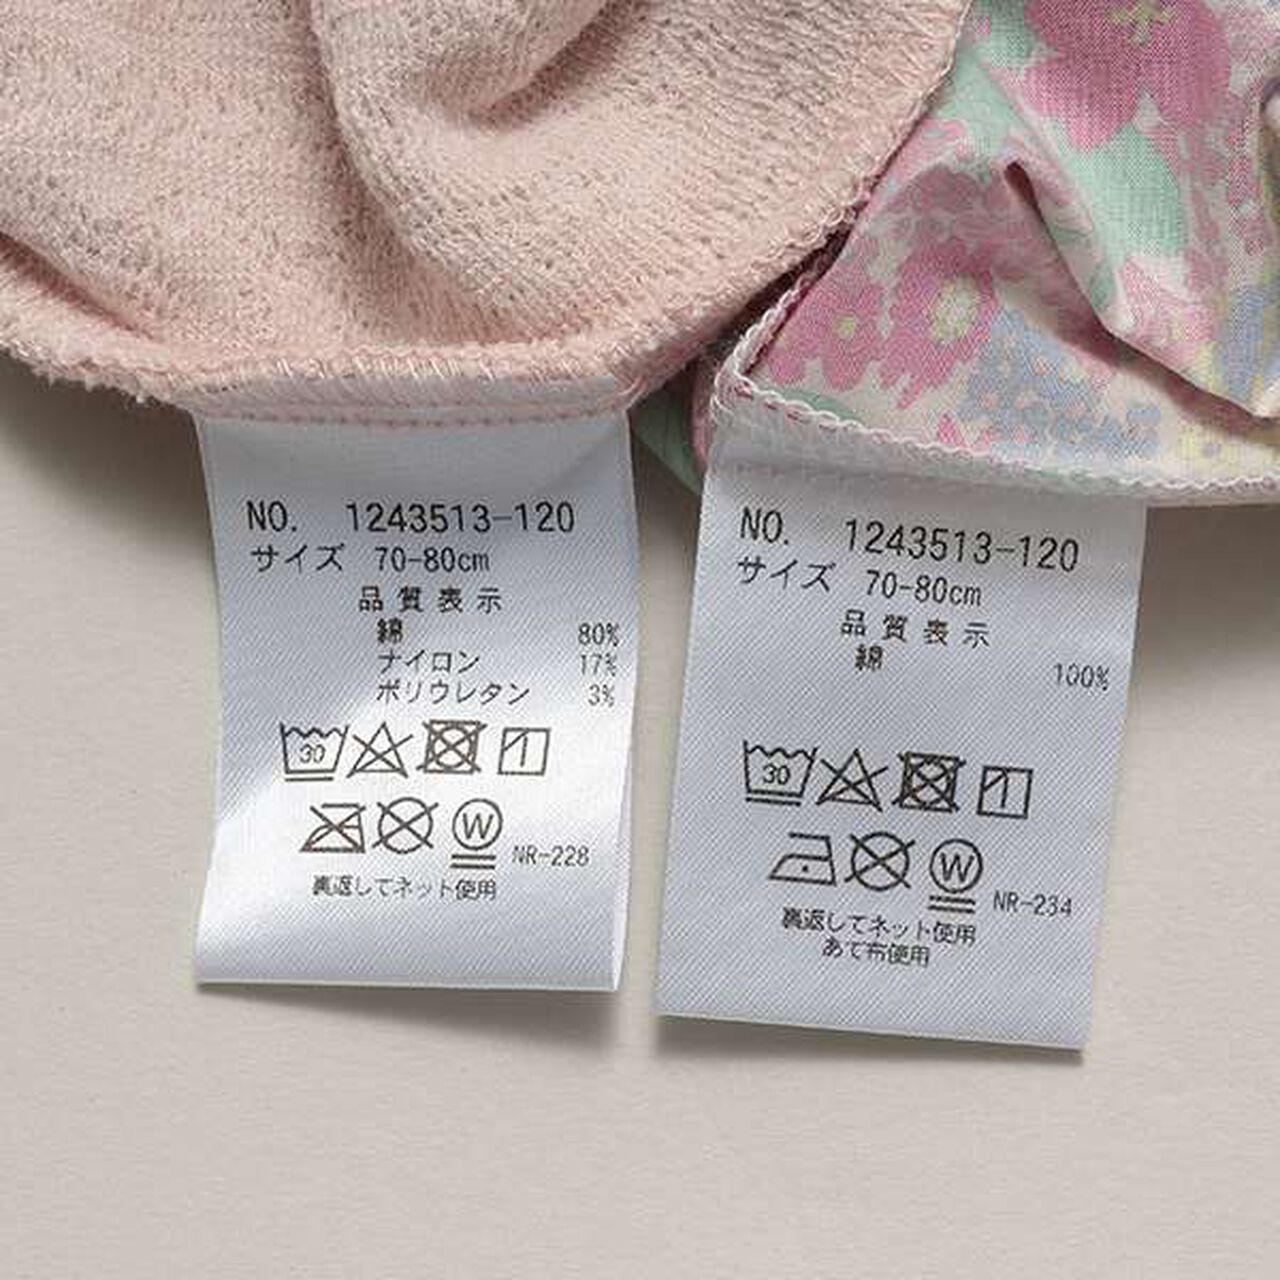 NO. 1243513-120
サイズ 70-80cm
品質表示
綿 80%
ナイロン 17%
ポリウレタン 3%
30
NR-228
W
裏返してネット使用
NO. 1243513-120
サイズ 70-80cm
品質表示
綿 100%
30
W
NR-234
裏返してネット使用
あて布使用